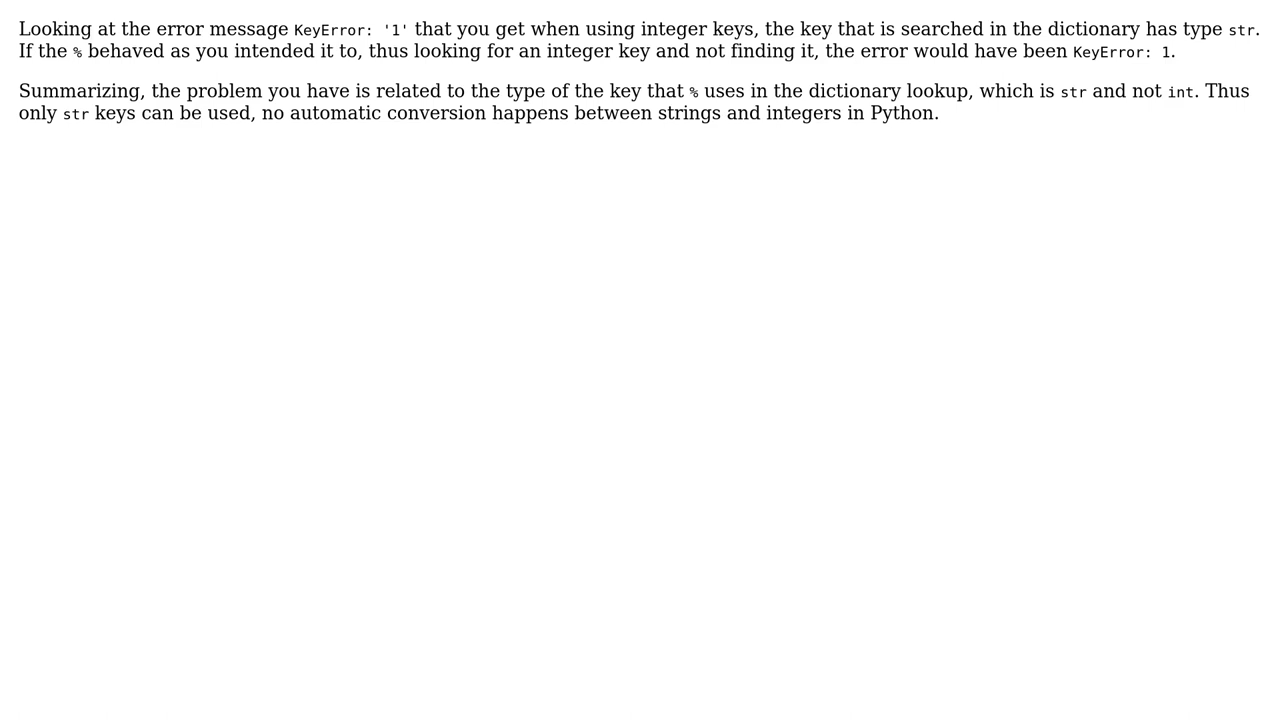 Looking at the error message KeyError: '1' that you get when using integer keys, the key that is searched in the dictionary has type str.
If the % behaved as you intended it to, thus looking for an integer key and not finding it, the error would have been KeyError: 1.
Summarizing, the problem you have is related to the type of the key that % uses in the dictionary lookup, which is str and not int. Thus
only str keys can be used, no automatic conversion happens between strings and integers in Python.